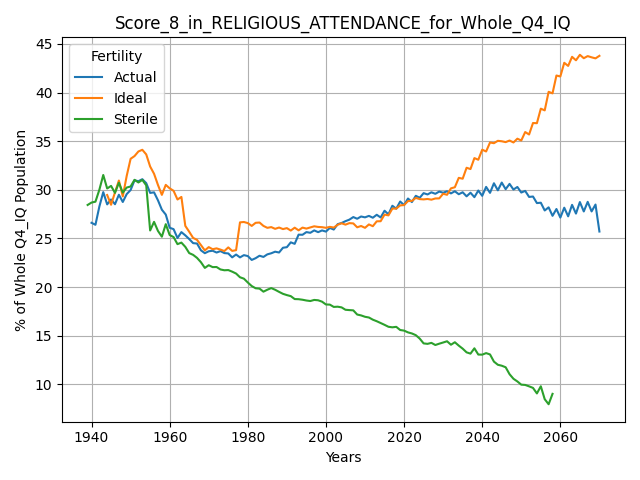 Score_8_in_RELIGIOUS_ATTENDANCE_for_Whole_Q4_IQ
Fertility
Actual
Ideal
Sterile
% of Whole Q4_IQ Population
45
40
35
30
25
20
15
10
1940 1960 1980 2000 2020 2040 2060
Years